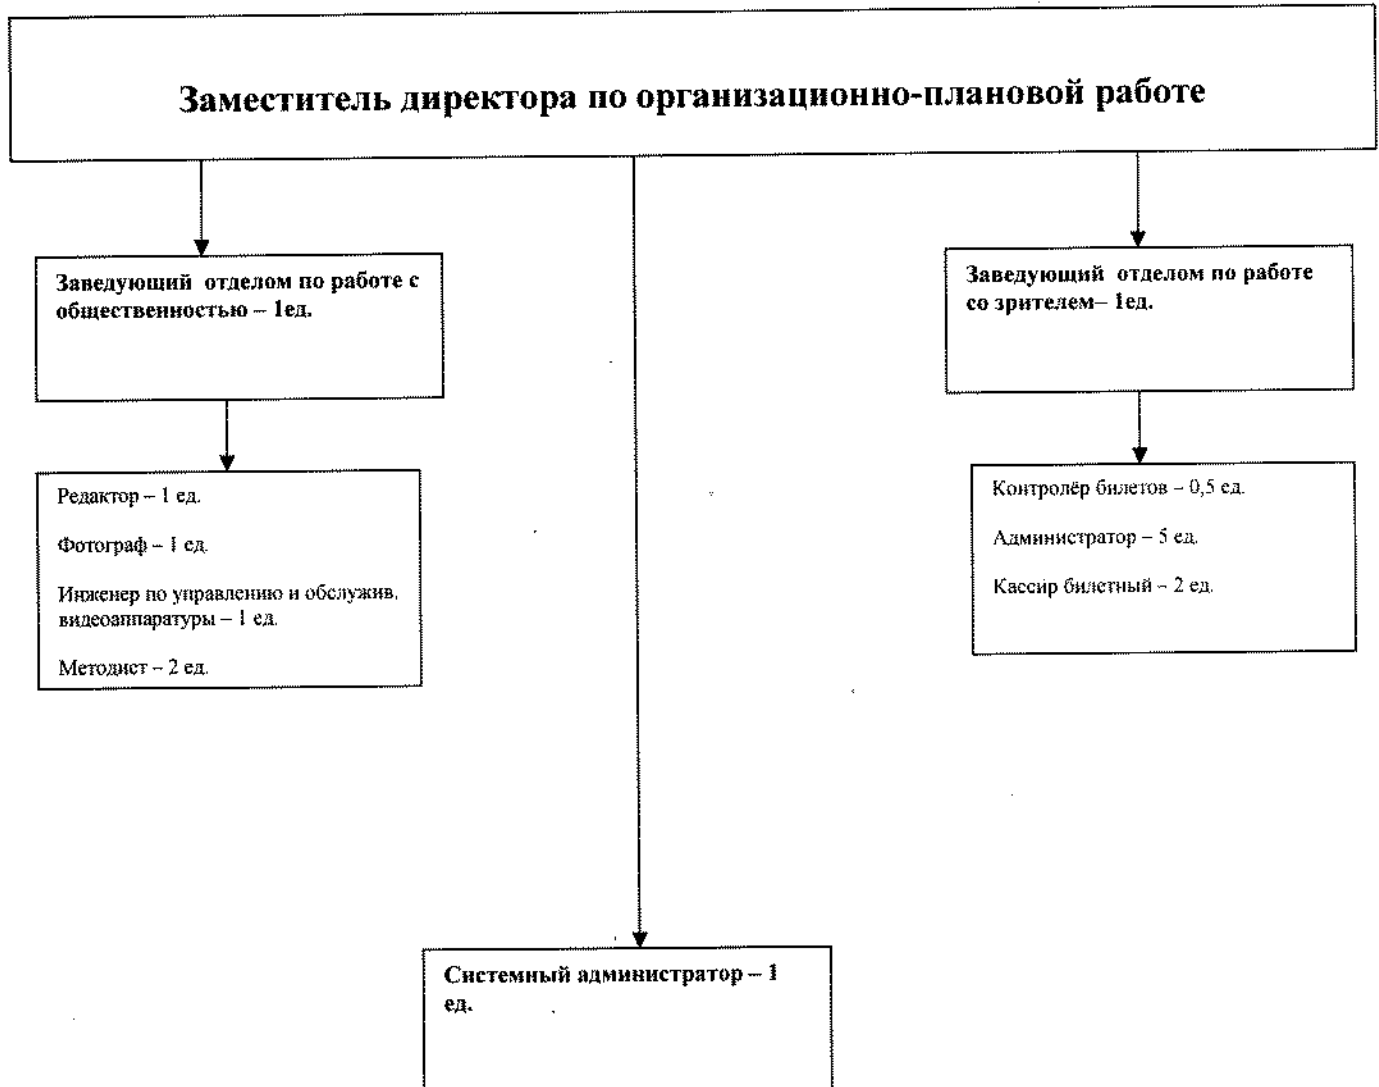 Заместитель директора по организационно-плановой работе
Заведующий отделом по работе с
общественностью – 1ед.
Заведующий отделом по работе
со зрителем– 1ед.
Редактор – 1 ед.
Фотограф – 1 ед.
Инженер по управлению и обслужив.
видеоаппаратуры – 1 ед.
Методист – 2 ед.
Контролёр билетов – 0,5 ед.
Администратор – 5 ед.
Кассир билетный – 2 ед.
Системный администратор – 1
ед.